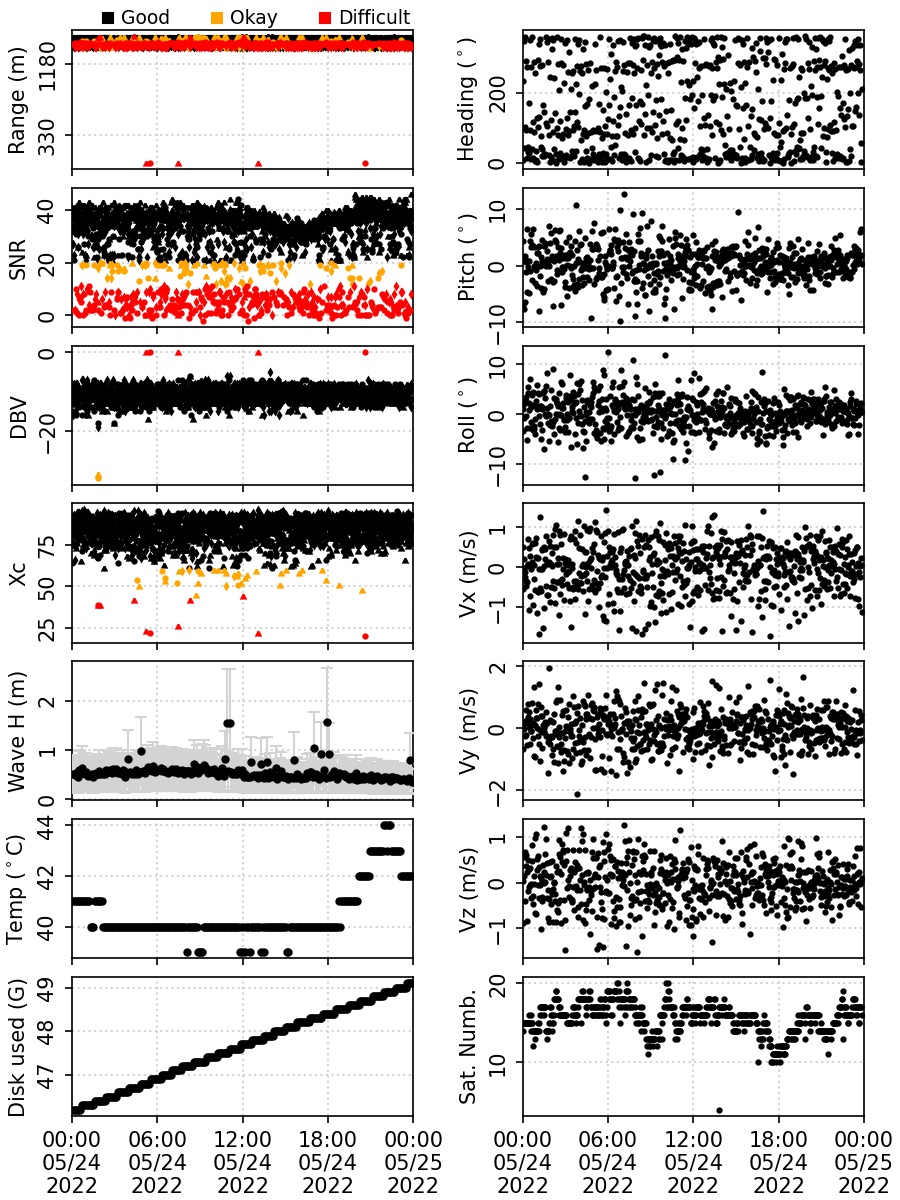 Good Okay Difficult
Range (m)
1180
330
Heading (°)
200
0
SNR
40
20
0
Pitch (°)
10
0
−10
DBV
0
−20
Roll (°)
10
0
−10
Xc
75
50
25
Vx (m/s)
1
0
−1
Wave H (m)
2
1
0
Vy (m/s)
2
0
−2
Temp (°C)
44
42
40
Vz (m/s)
1
0
−1
Disk used (G)
49
48
47
Sat. Numb.
20
10
00:00 06:00 12:00 18:00 00:00
05/24 05/24 05/24 05/24 05/25
2022 2022 2022 2022 2022
00:00 06:00 12:00 18:00 00:00
05/24 05/24 05/24 05/24 05/25
2022 2022 2022 2022 2022